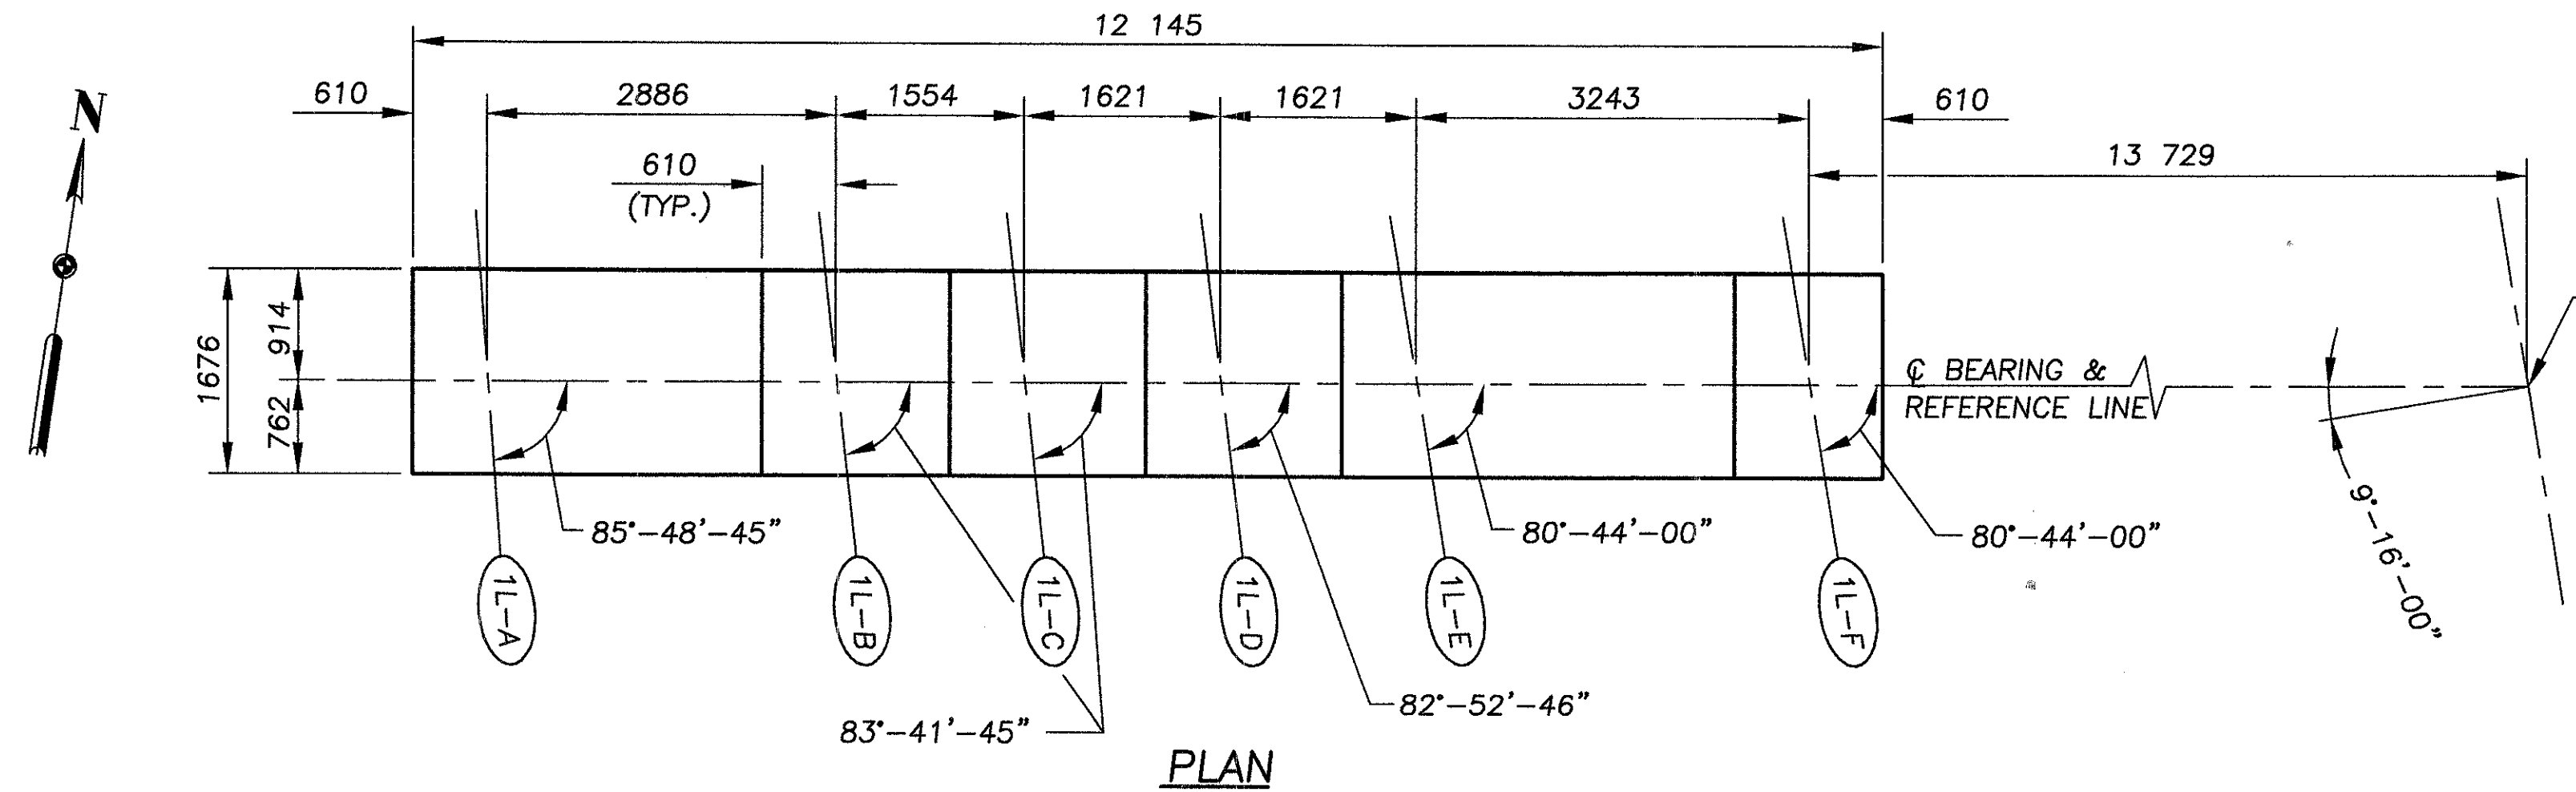 12 145
N
610
2886
1554
1621
1621
3243
610
13 729
610
(TYP.)
1676
914
762
℄ BEARING &
REFERENCE LINE
9°-16'-00"
85°-48'-45"
80°-44'-00"
80°-44'-00"
1L-A
1L-B
1L-C
1L-D
1L-E
1L-F
83°-41'-45"
82°-52'-46"
PLAN